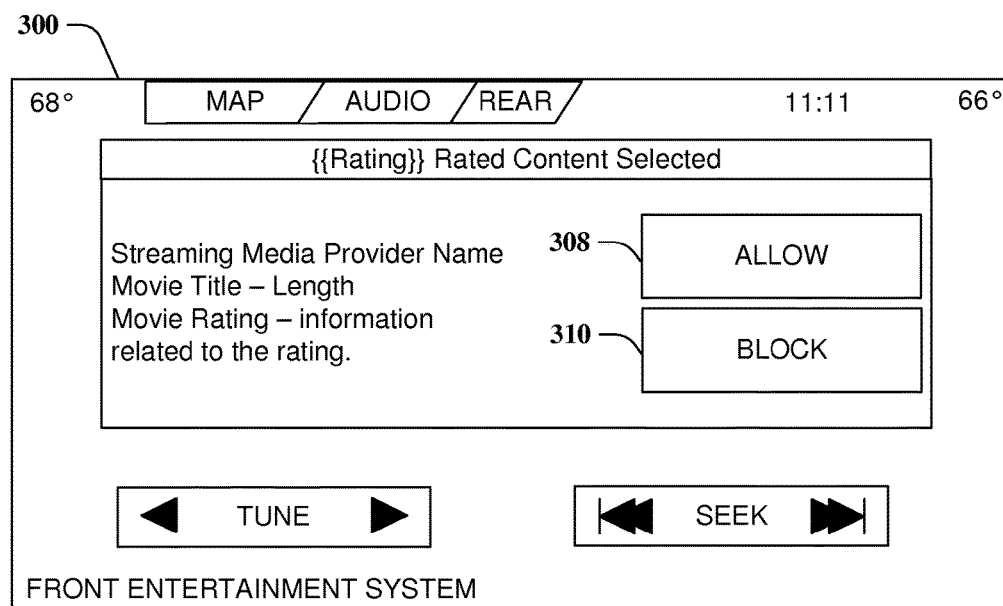 300
68° MAP AUDIO REAR 11:11 66°
{{Rating}} Rated Content Selected
Streaming Media Provider Name
Movie Title – Length
Movie Rating – information
related to the rating.
308 ALLOW
310 BLOCK
TUNE SEEK
FRONT ENTERTAINMENT SYSTEM